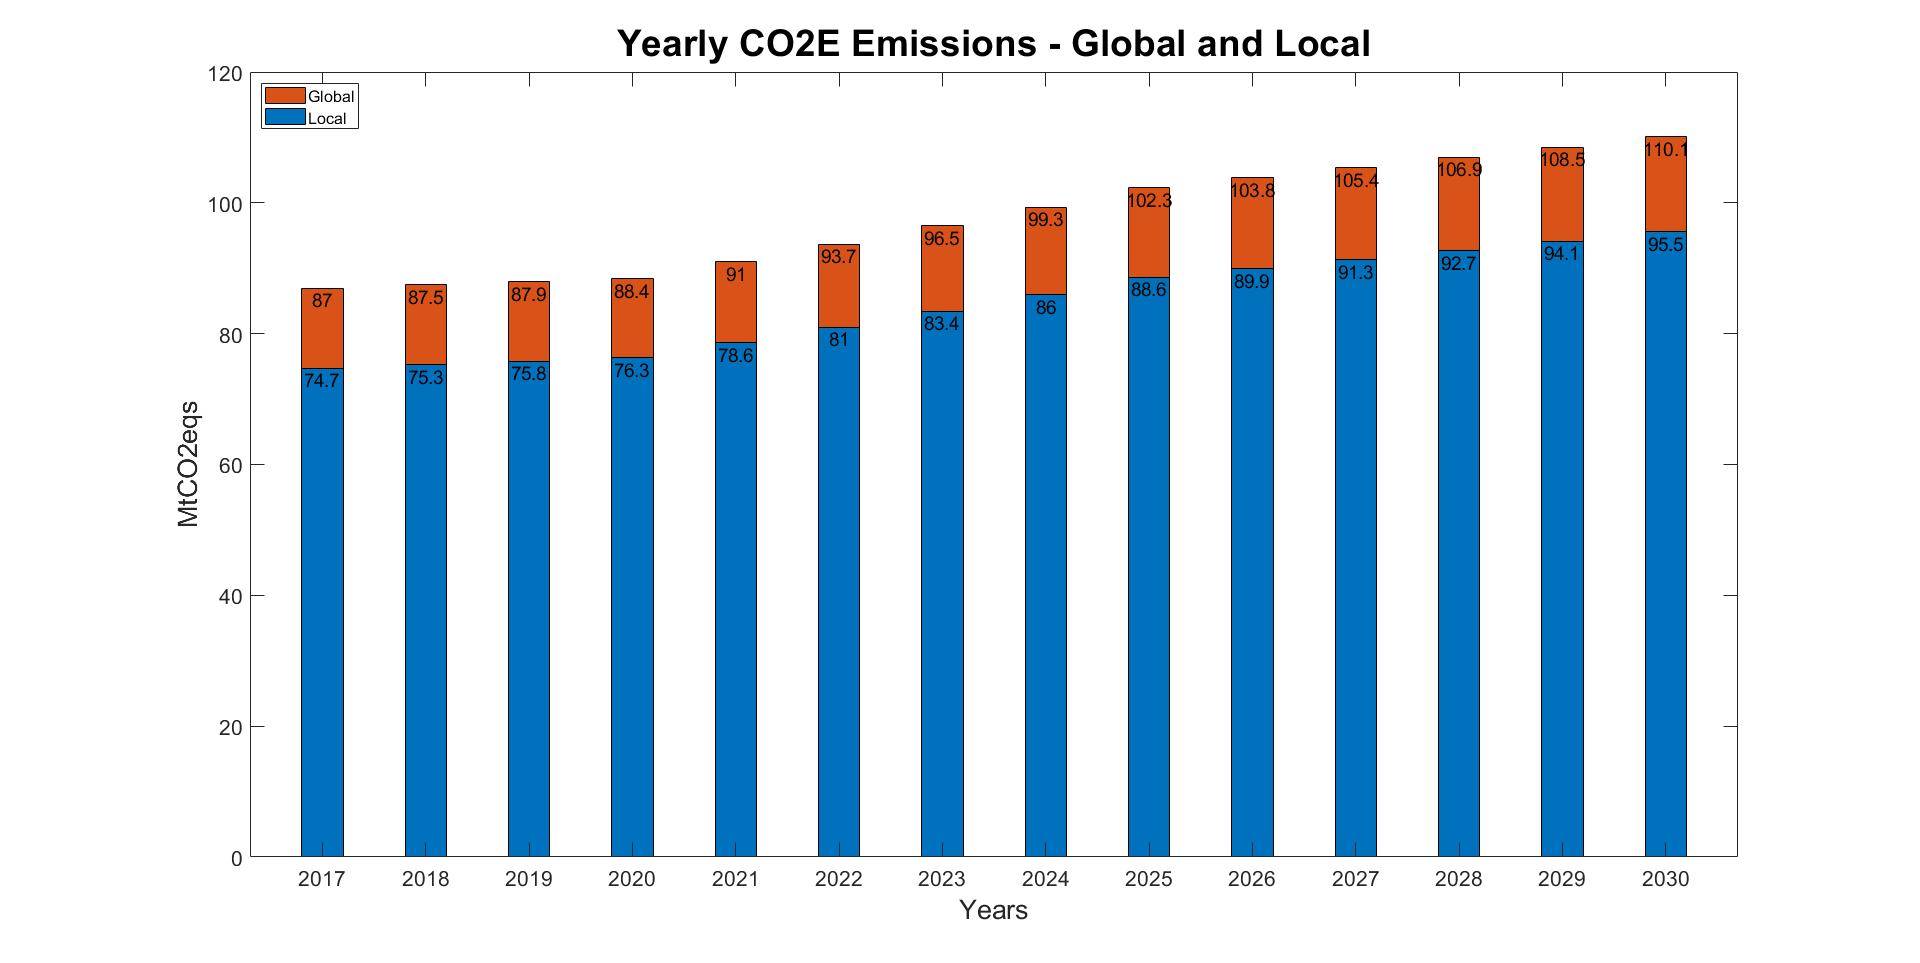 Yearly CO2E Emissions - Global and Local
Global
Local
120
100
80
60
40
20
0
MtCO2eqs
87 87.5 87.9 88.4 91 93.7 96.5 99.3 102.3 103.8 105.4 106.9 108.5 110.1
74.7 75.3 75.8 76.3 78.6 81 83.4 86 88.6 89.9 91.3 92.7 94.1 95.5
2017 2018 2019 2020 2021 2022 2023 2024 2025 2026 2027 2028 2029 2030
Years